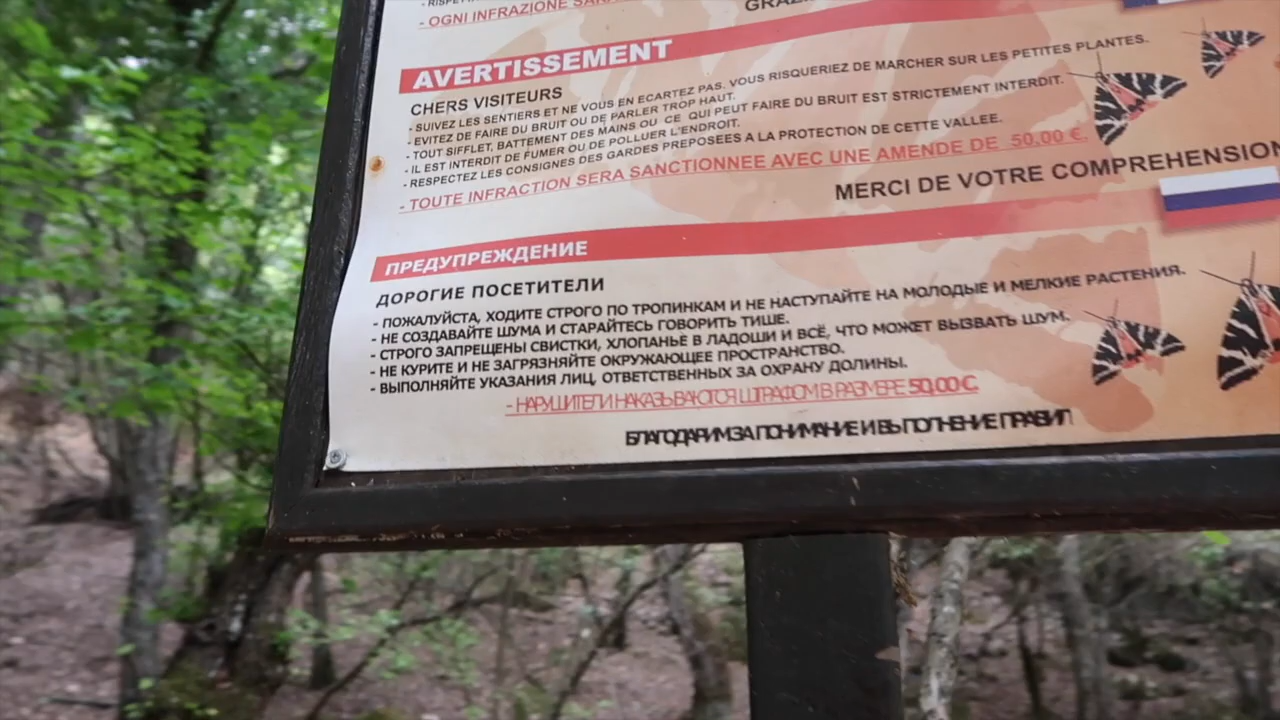 - OGNI INFRAZIONE
AVERTISSEMENT
CHERS VISITEURS
- SUIVEZ LES SENTIERS ET NE VOUS EN ECARTEZ PAS. VOUS RISQUERIEZ DE MARCHER SUR LES PETITES PLANTES.
- EVITEZ DE FAIRE DU BRUIT OU DE PARLER TROP HAUT.
- TOUT SIFFLET, BATTEMENT DES MAINS OU CE QUI PEUT FAIRE DU BRUIT EST STRICTEMENT INTERDIT.
- IL EST INTERDIT DE FUMER OU DE POLLUER L'ENDROIT.
- RESPECTEZ LES CONSIGNES DES GARDES PREPOSEES A LA PROTECTION DE CETTE VALLEE.
- TOUTE INFRACTION SERA SANCTIONNEE AVEC UNE AMENDE DE 50,00 €.
MERCI DE VOTRE COMPREHENSION
ПРЕДУПРЕЖДЕНИЕ
ДОРОГИЕ ПОСЕТИТЕЛИ
- ПОЖАЛУЙСТА, ХОДИТЕ СТРОГО ПО ТРОПИНКАМ И НЕ НАСТУПАЙТЕ НА МОЛОДЫЕ И МЕЛКИЕ РАСТЕНИЯ.
- НЕ СОЗДАВАЙТЕ ШУМА И СТАРАЙТЕСЬ ГОВОРИТЬ ТИШЕ.
- СТРОГО ЗАПРЕЩЕНЫ СВИСТКИ, ХЛОПАНЬЕ В ЛАДОШИ И ВСЁ, ЧТО МОЖЕТ ВЫЗВАТЬ ШУМ.
- НЕ КУРИТЕ И НЕ ЗАГРЯЗНЯЙТЕ ОКРУЖАЮЩЕЕ ПРОСТРАНСТВО.
- ВЫПОЛНЯЙТЕ УКАЗАНИЯ ЛИЦ, ОТВЕТСТВЕННЫХ ЗА ОХРАНУ ДОЛИНЫ.
- НАРУШИТЕЛИ НАКАЗЫВАЮТСЯ ШТРАФОМ В РАЗМЕРЕ 50,00 €.
БЛАГОДАРИМ ЗА ПОНИМАНИЕ И ВЫПОЛНЕНИЕ ПРАВИЛ